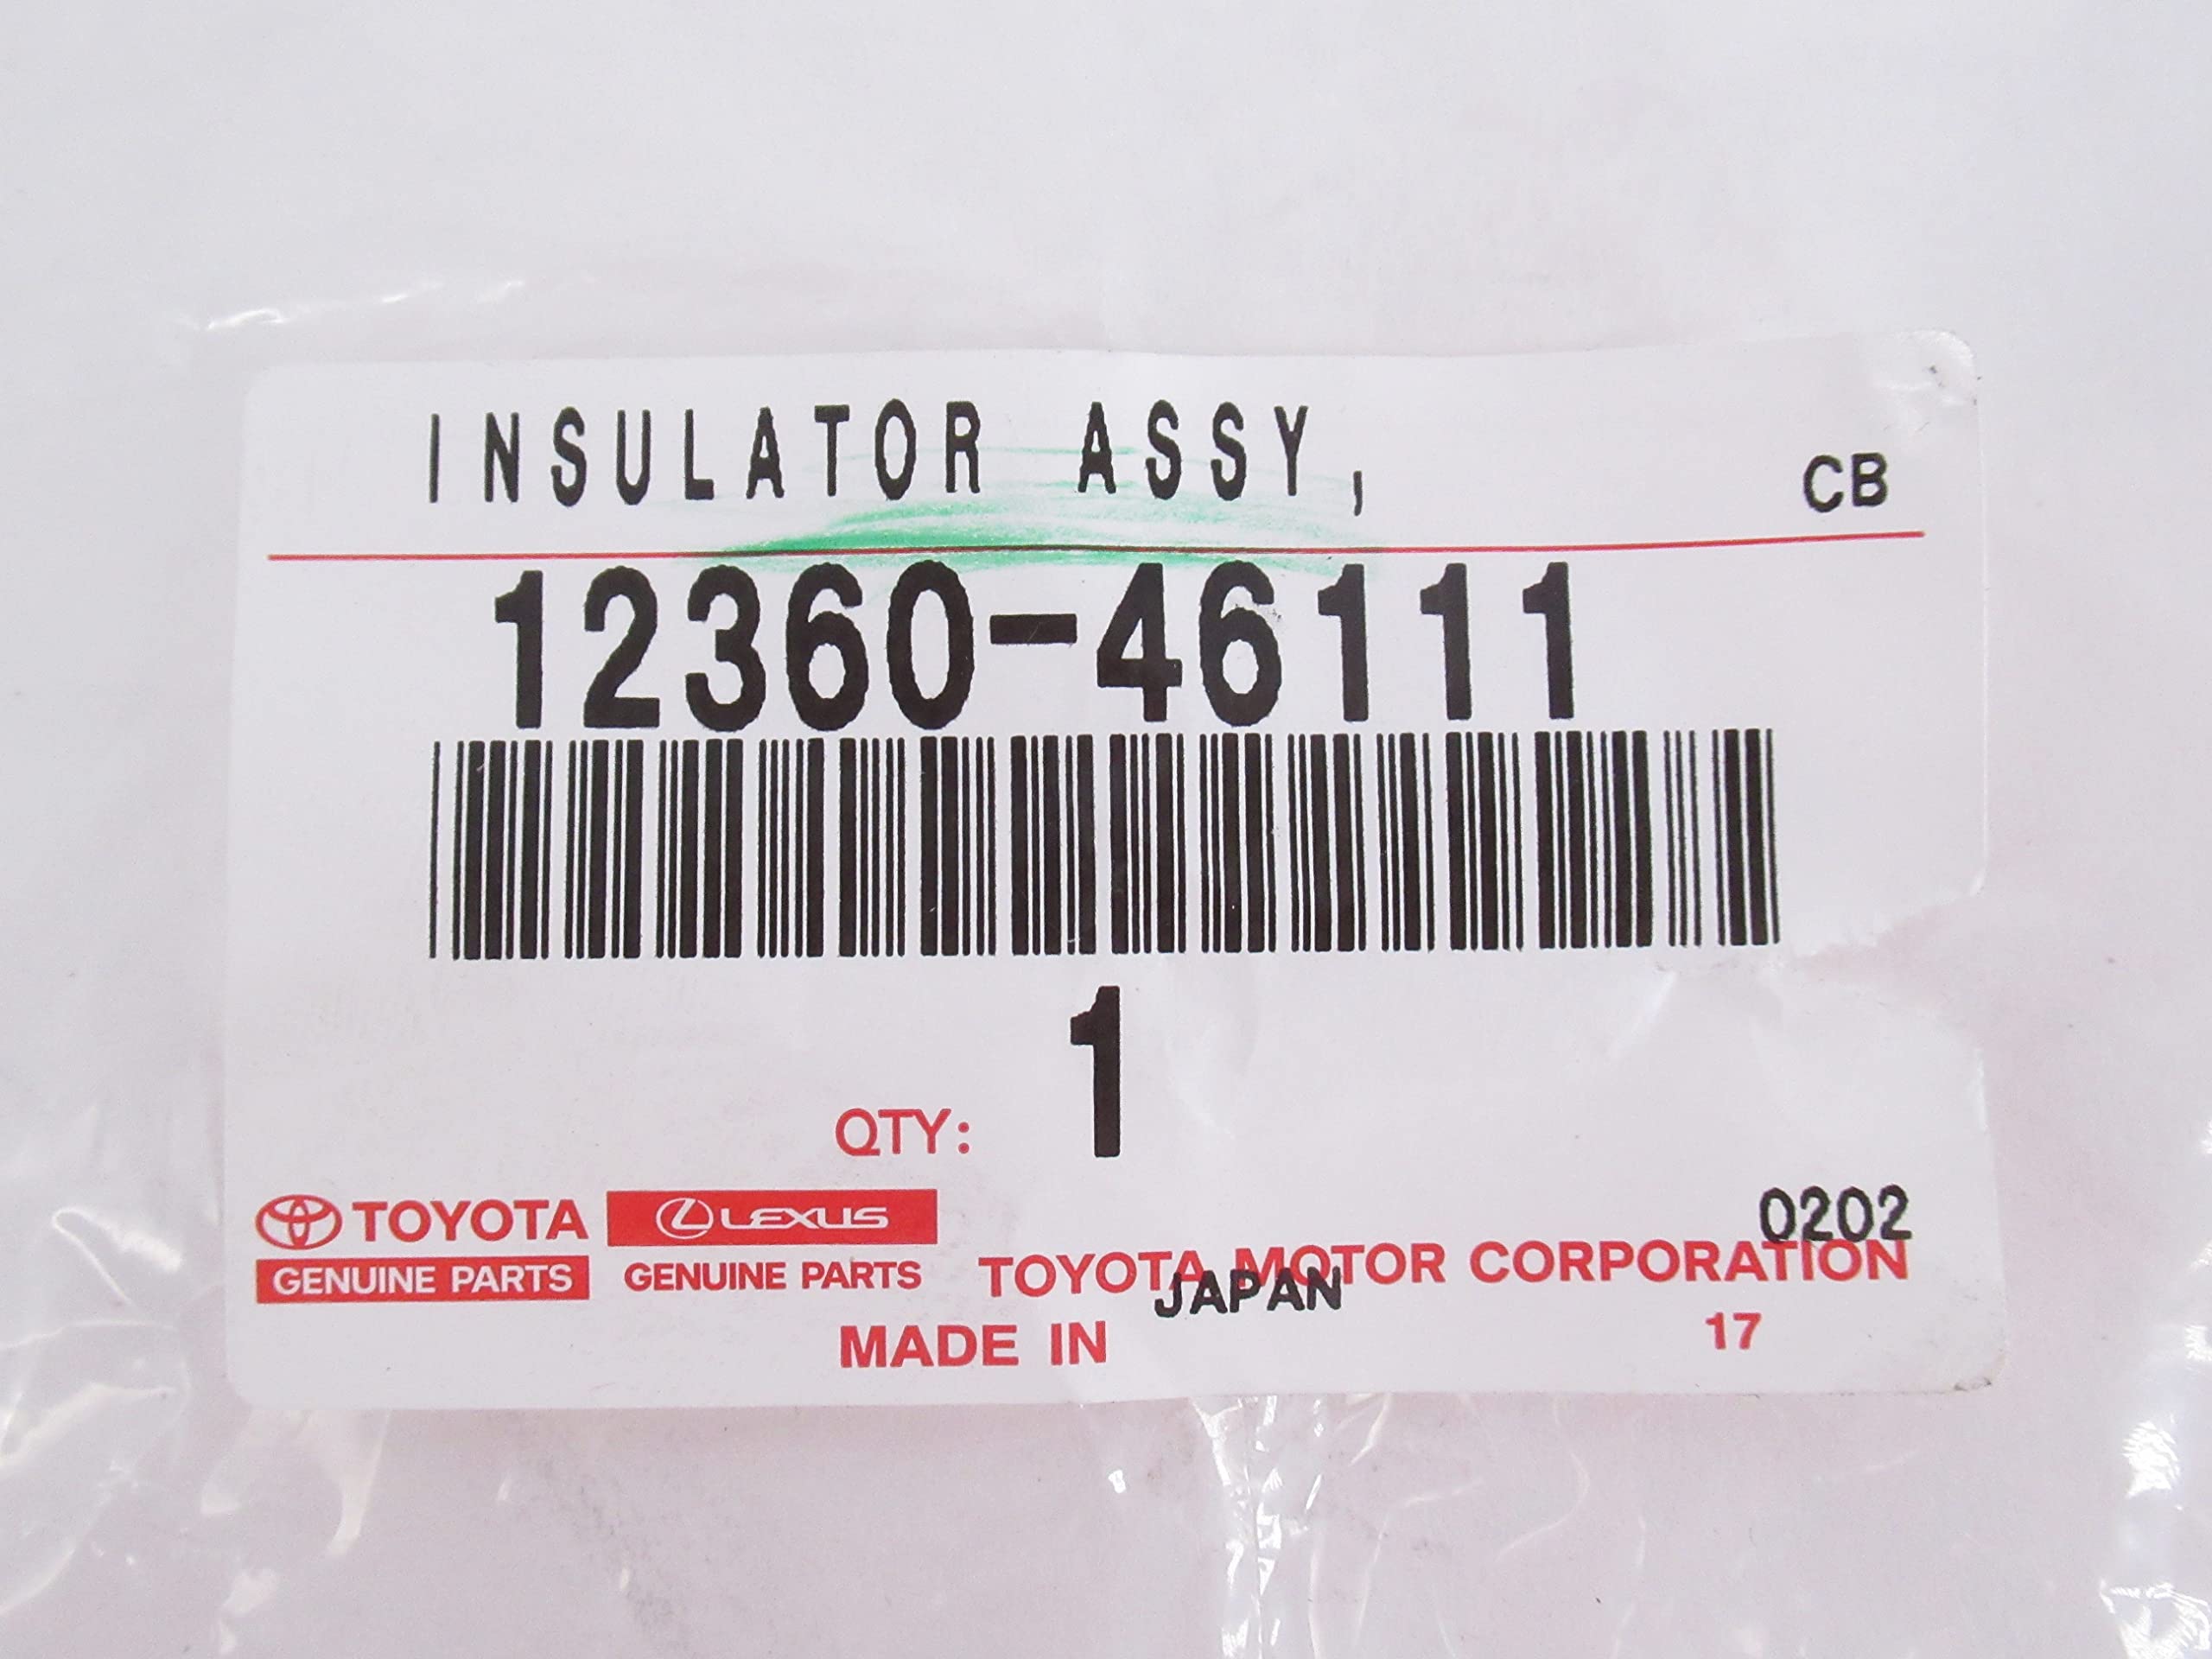 INSULATOR ASSY,
CB
12360-46111
1
QTY:
0202
TOYOTA LEXUS
GENUINE PARTS GENUINE PARTS
TOYOTA MOTOR CORPORATION
JAPAN
MADE IN
17